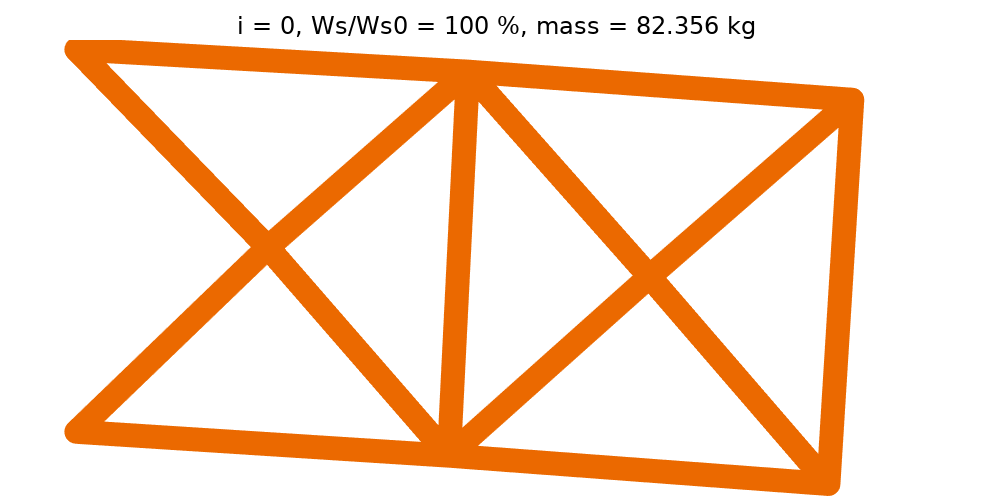 i = 0, Ws/Ws0 = 100 %, mass = 82.356 kg